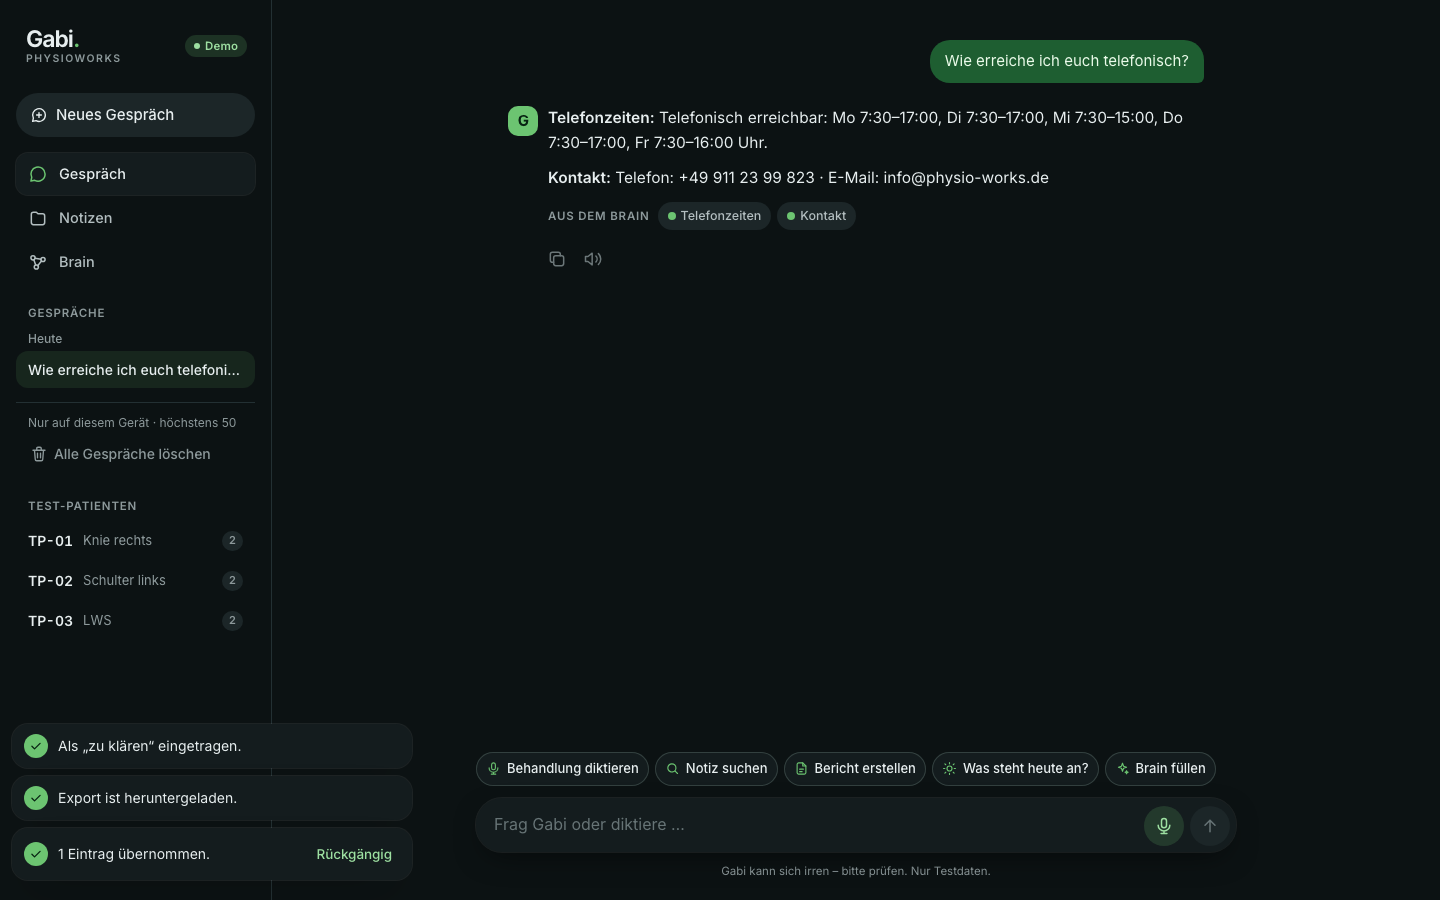 Gabi.
PHYSIOWORKS
Demo
Neues Gespräch
Gespräch
Notizen
Brain
GESPRÄCHE
Heute
Wie erreiche ich euch telefoni...
Nur auf diesem Gerät · höchstens 50
Alle Gespräche löschen
TEST-PATIENTEN
TP-01 Knie rechts 2
TP-02 Schulter links 2
TP-03 LWS 2
Als „zu klären“ eingetragen.
Export ist heruntergeladen.
1 Eintrag übernommen. Rückgängig
Wie erreiche ich euch telefonisch?
G
Telefonzeiten: Telefonisch erreichbar: Mo 7:30–17:00, Di 7:30–17:00, Mi 7:30–15:00, Do
7:30–17:00, Fr 7:30–16:00 Uhr.
Kontakt: Telefon: +49 911 23 99 823 · E-Mail: info@physio-works.de
AUS DEM BRAIN Telefonzeiten Kontakt
Behandlung diktieren Notiz suchen Bericht erstellen Was steht heute an? Brain füllen
Frag Gabi oder diktiere ...
Gabi kann sich irren – bitte prüfen. Nur Testdaten.